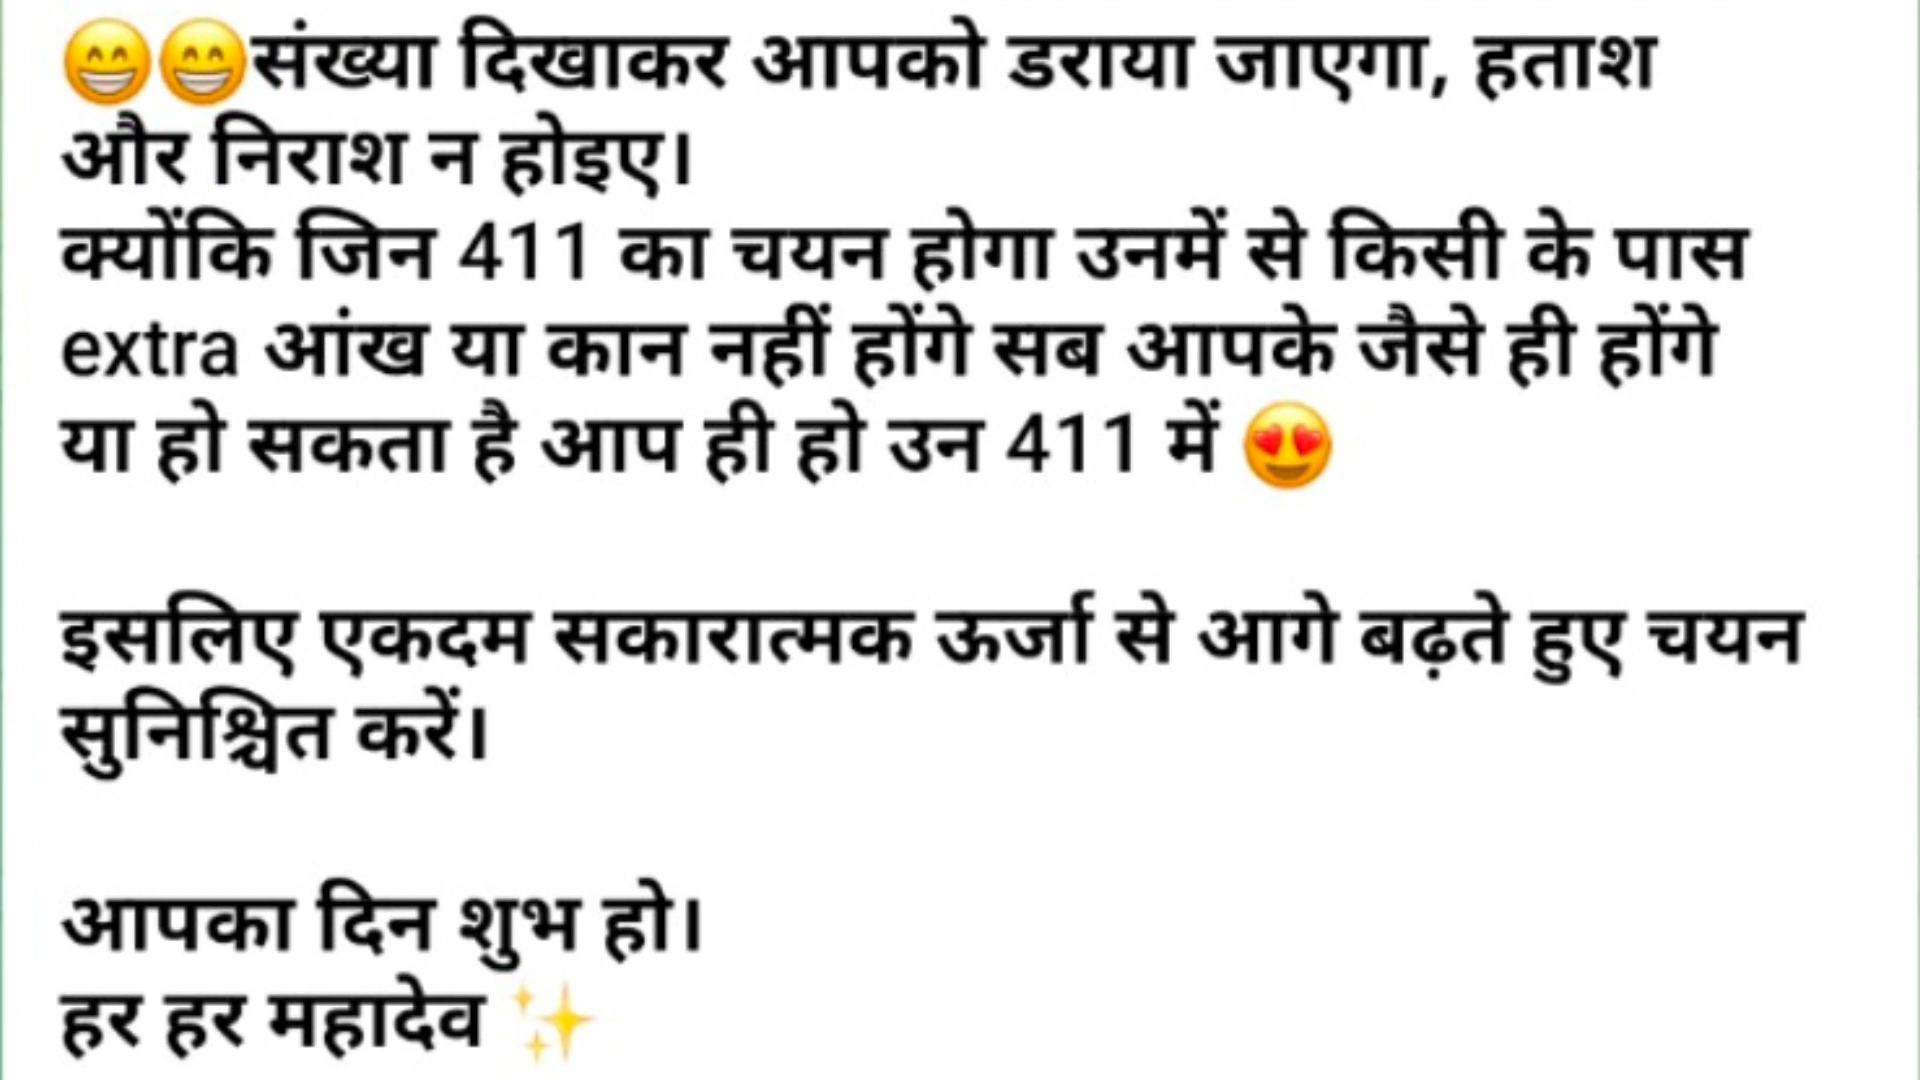 😁😁संख्या दिखाकर आपको डराया जाएगा, हताश
और निराश न होइए।
क्योंकि जिन 411 का चयन होगा उनमें से किसी के पास
extra आंख या कान नहीं होंगे सब आपके जैसे ही होंगे
या हो सकता है आप ही हो उन 411 में 😍
इसलिए एकदम सकारात्मक ऊर्जा से आगे बढ़ते हुए चयन
सुनिश्चित करें।
आपका दिन शुभ हो।
हर हर महादेव ✨